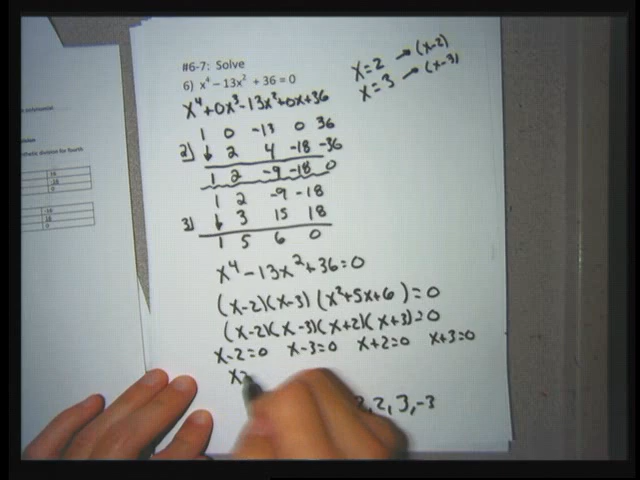 #6-7: Solve
6) x⁴ − 13x² + 36 = 0
x=2 → (x-2)
x=3 → (x-3)
x⁴+0x³-13x²+0x+36
1 0 -13 0 36
2) ↓ 2 4 -18 -36
1 2 -9 -18 0
1 2 -9 -18
3) ↓ 3 15 18
1 5 6 0
x⁴-13x²+36=0
(x-2)(x-3)(x²+5x+6)=0
(x-2)(x-3)(x+2)(x+3)=0
x-2=0 x-3=0 x+2=0 x+3=0
x=
2, 3, -3
division for fourth